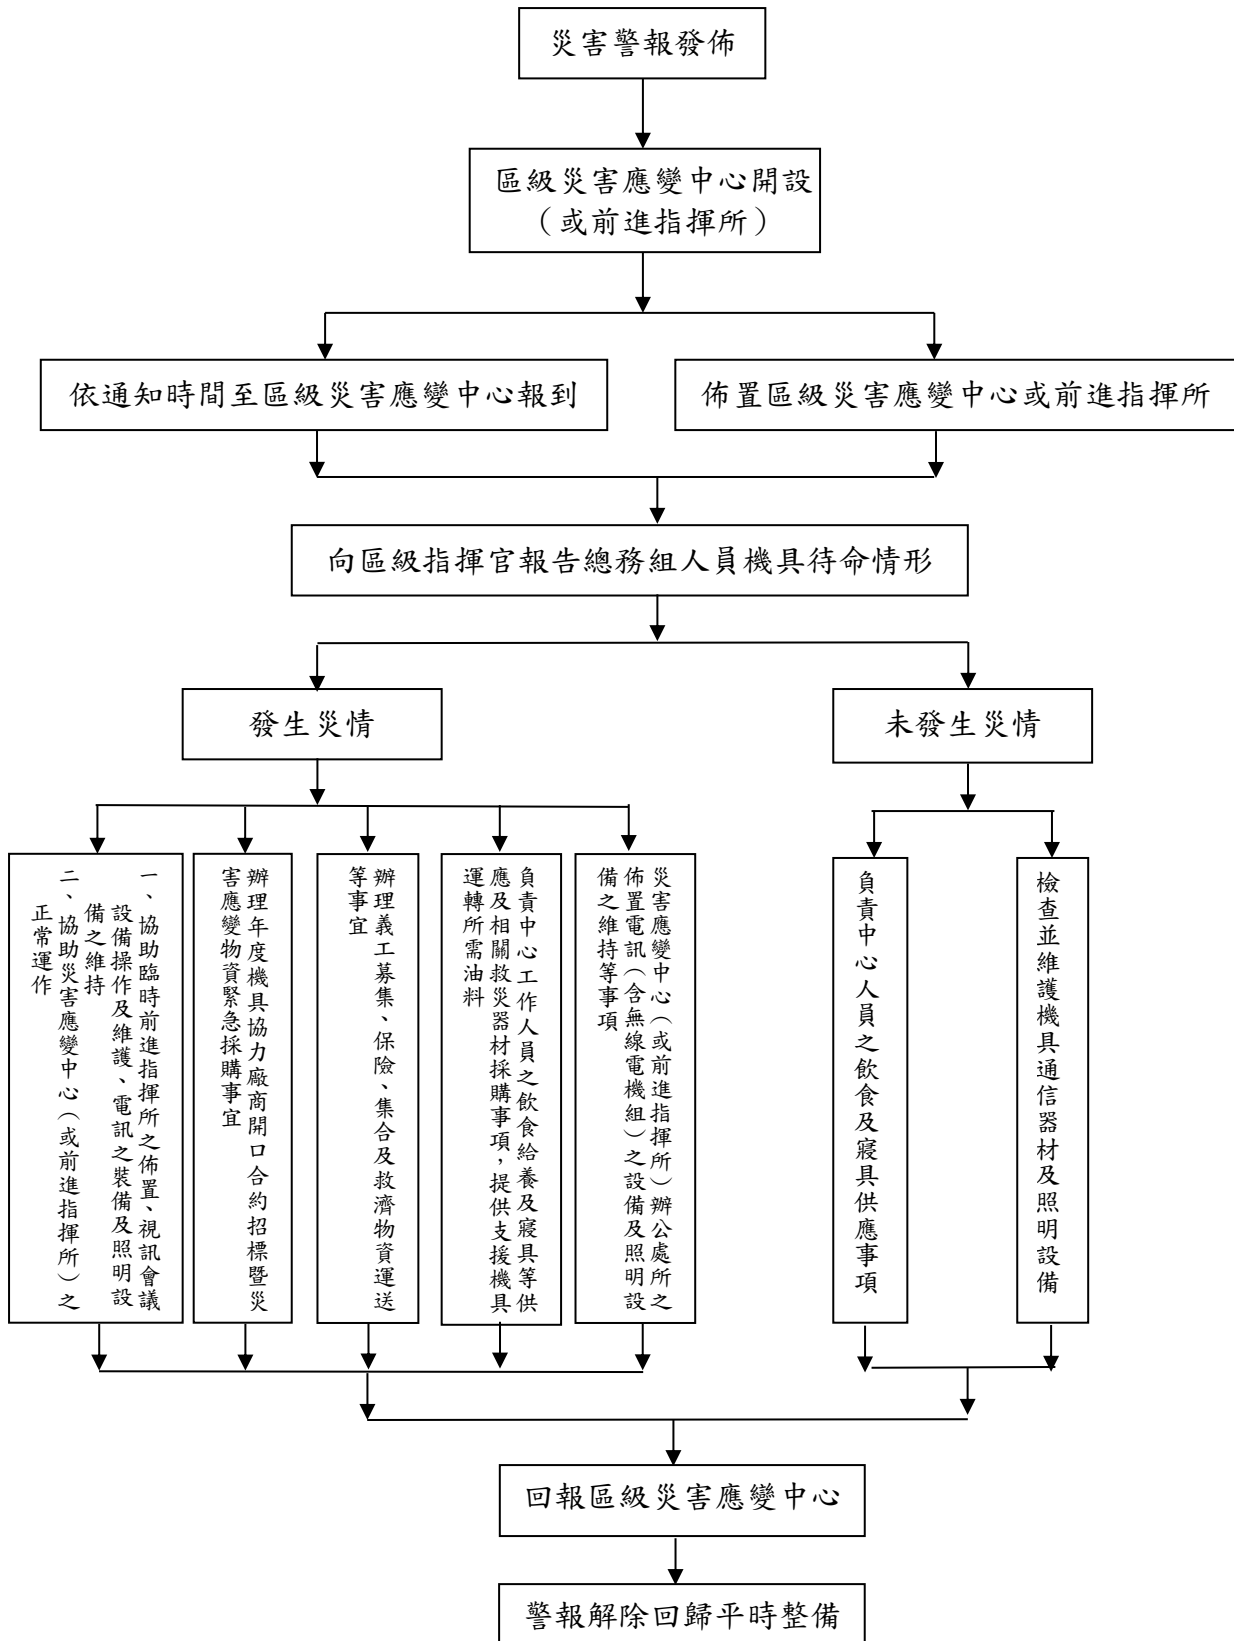 災害警報發佈
區級災害應變中心開設
（或前進指揮所）
依通知時間至區級災害應變中心報到
佈置區級災害應變中心或前進指揮所
向區級指揮官報告總務組人員機具待命情形
發生災情
未發生災情
一、協助臨時前進指揮所之佈置、視訊會議
設備操作及維護、電訊之裝備及照明設
備之維持
二、協助災害應變中心（或前進指揮所）之
正常運作
辦理年度機具協力廠商開口合約招標暨災
害應變物資緊急採購事宜
辦理義工募集、保險、集合及救濟物資運送
等事宜
負責中心工作人員之飲食給養及寢具等供
應及相關救災器材採購事項，提供支援機具
運轉所需油料
災害應變中心（或前進指揮所）辦公處所之
佈置電訊（含無線電機組）之設備及照明設
備之維持等事項
負責中心人員之飲食及寢具供應事項
檢查並維護機具通信器材及照明設備
回報區級災害應變中心
警報解除回歸平時整備